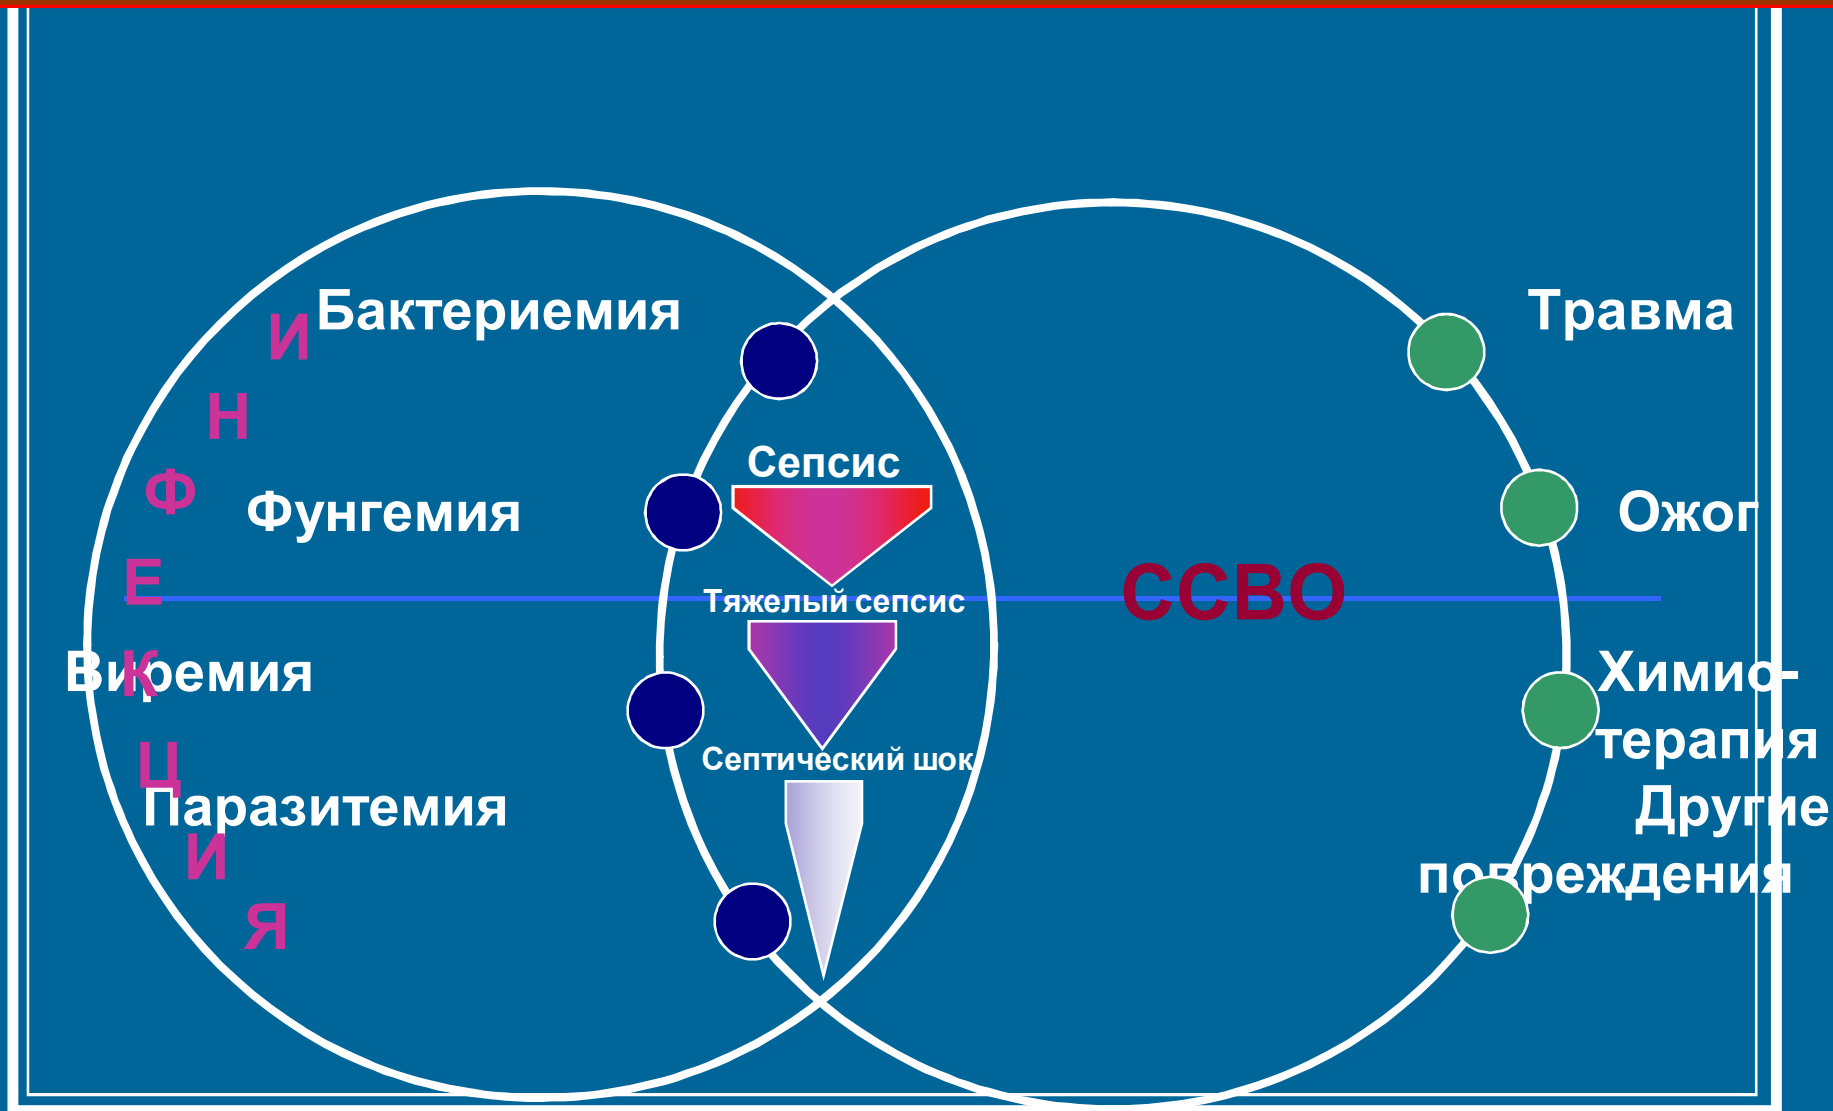 И
Н
Ф
Е
К
Ц
И
Я
Бактериемия
Фунгемия
Виремия
Паразитемия
Сепсис
Тяжелый сепсис
Септический шок
ССВО
Травма
Ожог
Химио-
терапия
Другие
повреждения